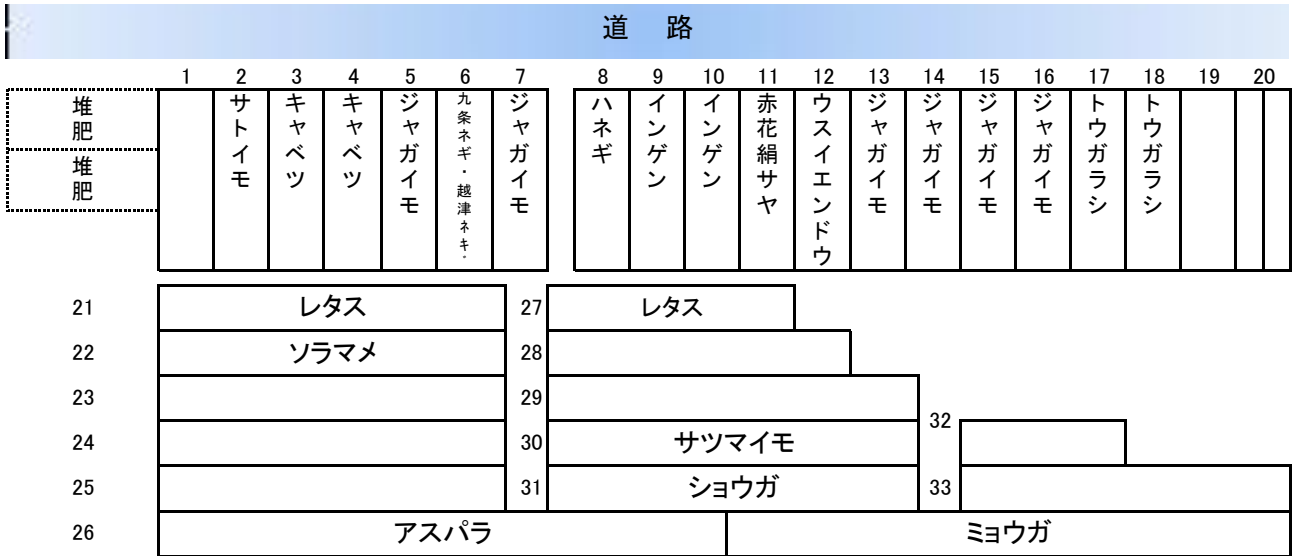 道　路
1 2 3 4 5 6 7 8 9 10 11 12 13 14 15 16 17 18 19 20
堆肥
堆肥
サトイモ
キャベツ
キャベツ
ジャガイモ
九条ネギ・越津ネギ
ジャガイモ
ハネギ
インゲン
インゲン
赤花絹サヤ
ウスイエンドウ
ジャガイモ
ジャガイモ
ジャガイモ
ジャガイモ
トウガラシ
トウガラシ
21 レタス 27 レタス
22 ソラマメ 28
23 29
32
24 30 サツマイモ
25 31 ショウガ 33
26 アスパラ ミョウガ